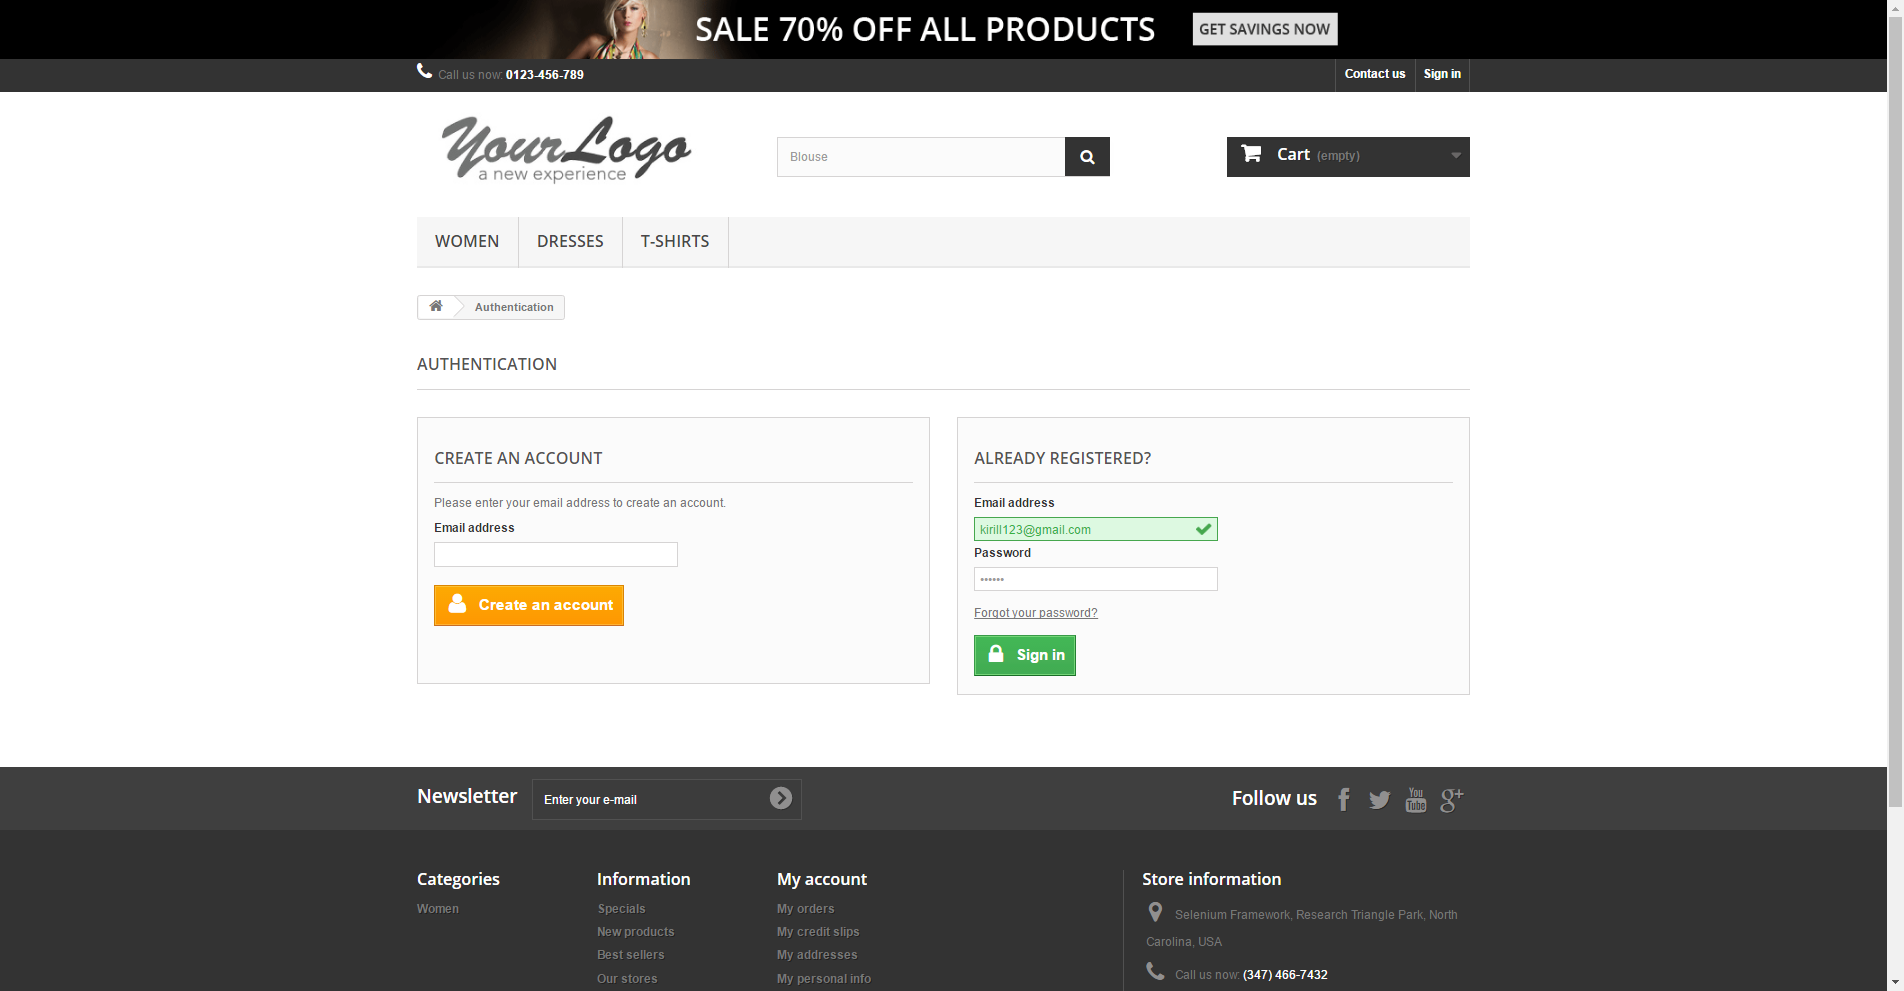 SALE 70% OFF ALL PRODUCTS GET SAVINGS NOW
Call us now: 0123-456-789 Contact us Sign in
YourLogo
a new experience
Blouse
Cart (empty)
WOMEN DRESSES T-SHIRTS
Authentication
AUTHENTICATION
CREATE AN ACCOUNT
Please enter your email address to create an account.
Email address
Create an account
ALREADY REGISTERED?
Email address
kirill123@gmail.com
Password
••••••
Forgot your password?
Sign in
Newsletter Enter your e-mail Follow us
You
Tube
g+
Categories
Women
Information
Specials
New products
Best sellers
Our stores
My account
My orders
My credit slips
My addresses
My personal info
Store information
Selenium Framework, Research Triangle Park, North
Carolina, USA
Call us now: (347) 466-7432